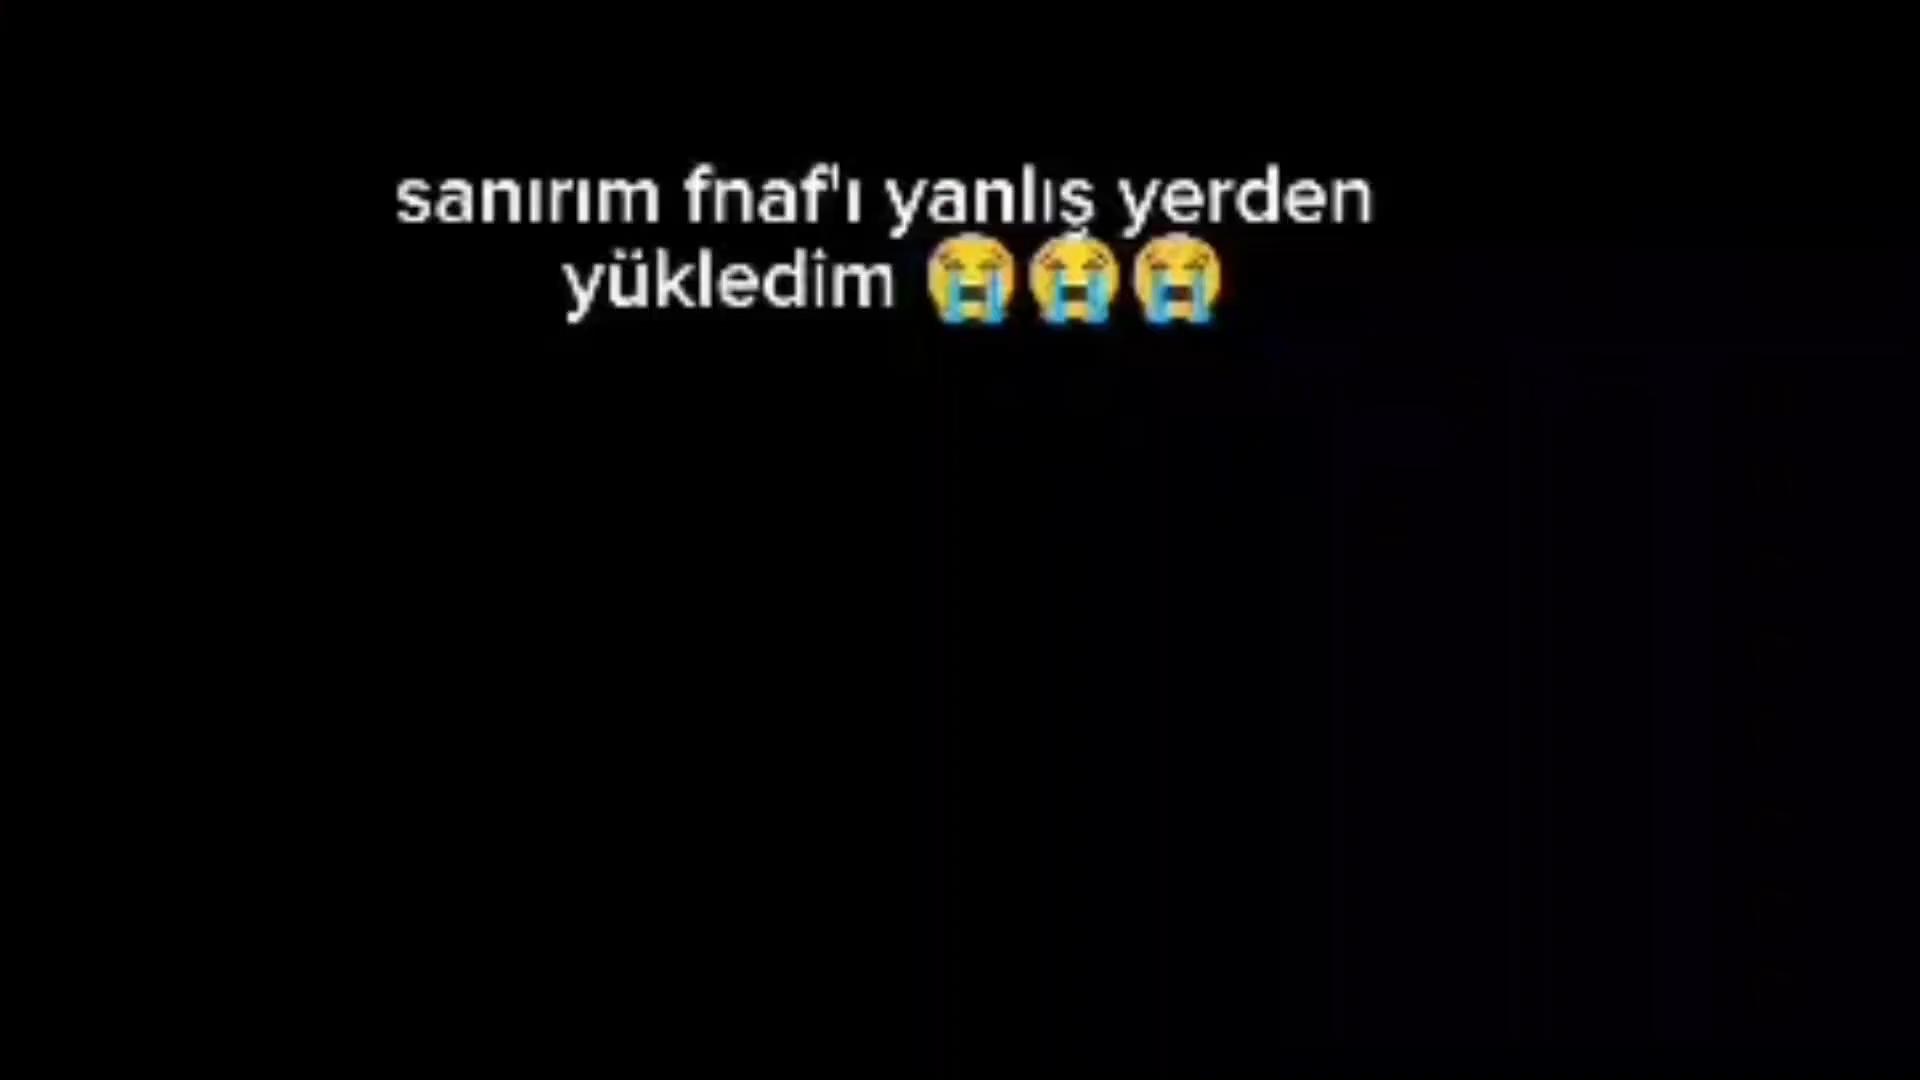 sanırım fnaf'ı yanlış yerden
yükledim 😭😭😭